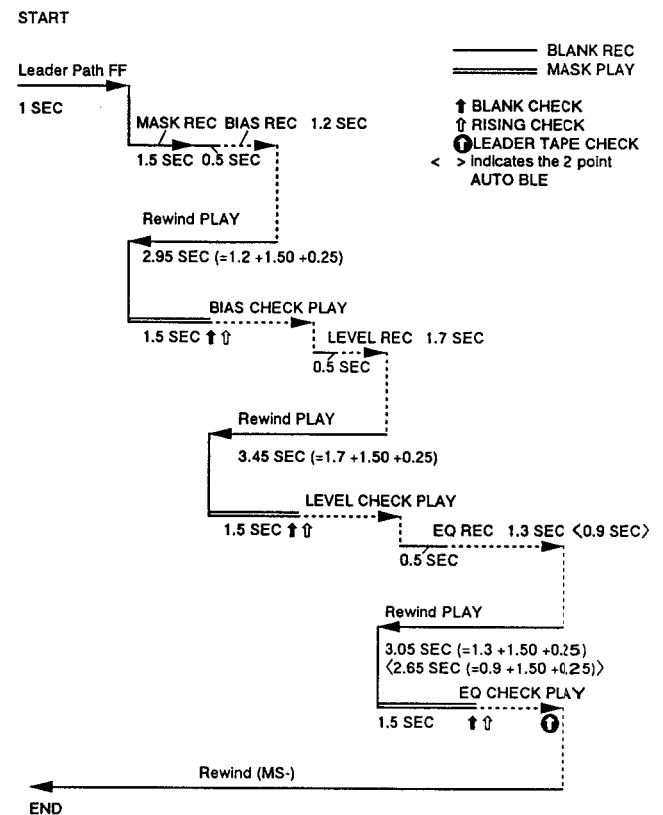 START
BLANK REC
Leader Path FF
MASK PLAY
1 SEC
BLANK CHECK
MASK REC BIAS REC 1.2 SEC
RISING CHECK
LEADER TAPE CHECK
1.5 SEC 0.5 SEC
< > indicates the 2 point
AUTO BLE
Rewind PLAY
2.95 SEC (=1.2 +1.50 +0.25)
BIAS CHECK PLAY
1.5 SEC
LEVEL REC 1.7 SEC
0.5 SEC
Rewind PLAY
3.45 SEC (=1.7 +1.50 +0.25)
LEVEL CHECK PLAY
1.5 SEC
EQ REC 1.3 SEC <0.9 SEC>
0.5 SEC
Rewind PLAY
3.05 SEC (=1.3 +1.50 +0.25)
<2.65 SEC (=0.9 +1.50 +0.25)>
EQ CHECK PLAY
1.5 SEC
Rewind (MS-)
END